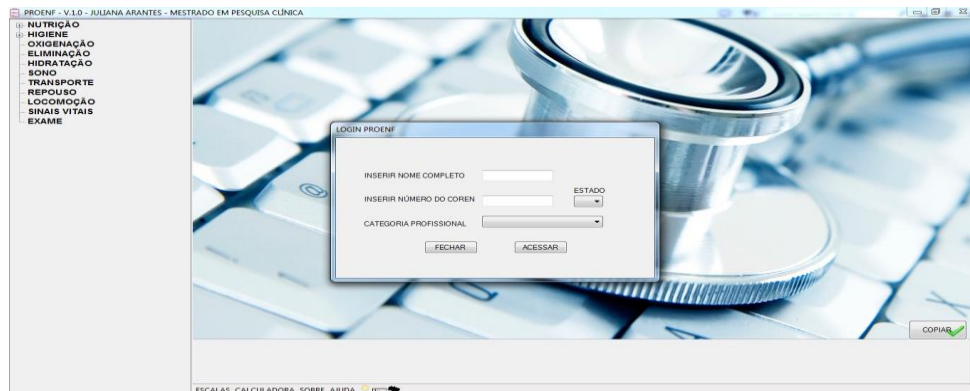 PROENF - V.1.0 - JULIANA ARANTES - MESTRADO EM PESQUISA CLÍNICA
NUTRIÇÃO
HIGIENE
OXIGENAÇÃO
ELIMINAÇÃO
HIDRATAÇÃO
SONO
TRANSPORTE
REPOUSO
LOCOMOÇÃO
SINAIS VITAIS
EXAME
LOGIN PROENF
INSERIR NOME COMPLETO
ESTADO
INSERIR NÚMERO DO COREN
CATEGORIA PROFISSIONAL
FECHAR ACESSAR
COPIAR
ESCALAS CALCULADORA SOBRE AJUDA